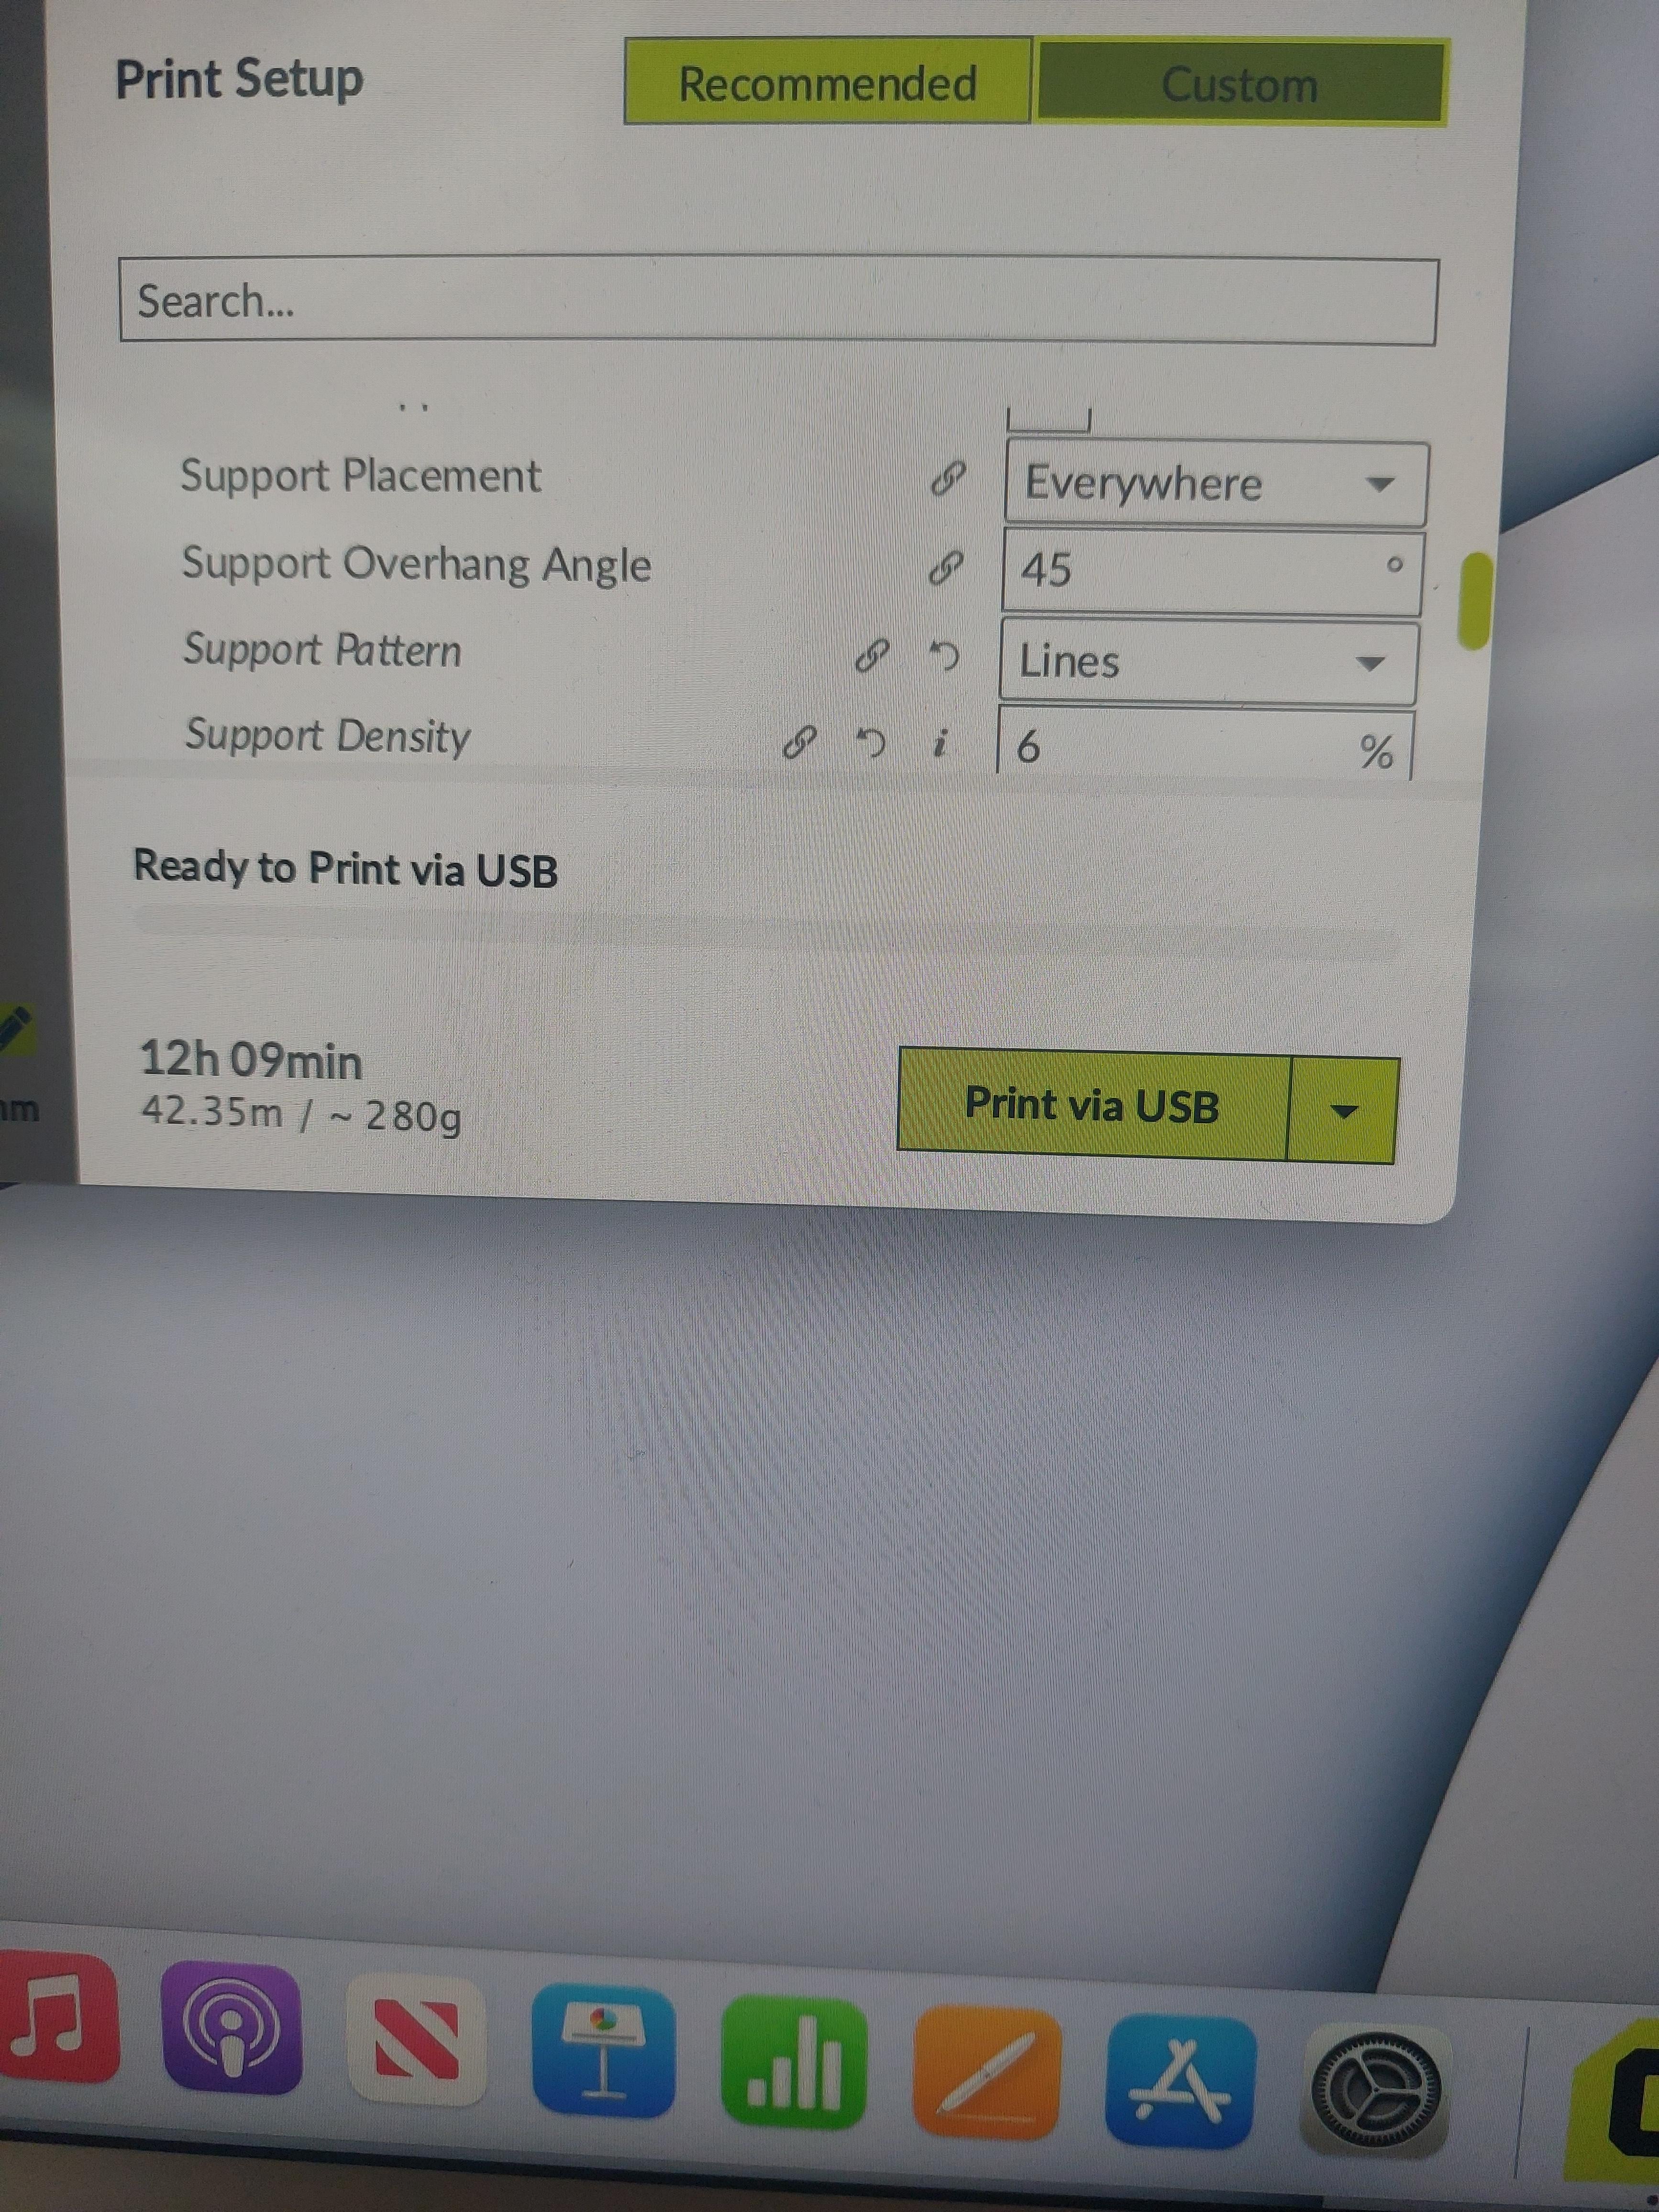 Print Setup
Recommended
Custom
Search...
Support Placement
Everywhere
Support Overhang Angle
45
°
Support Pattern
Lines
Support Density
i
6
%
Ready to Print via USB
12h 09min
42.35m / ~ 280g
Print via USB